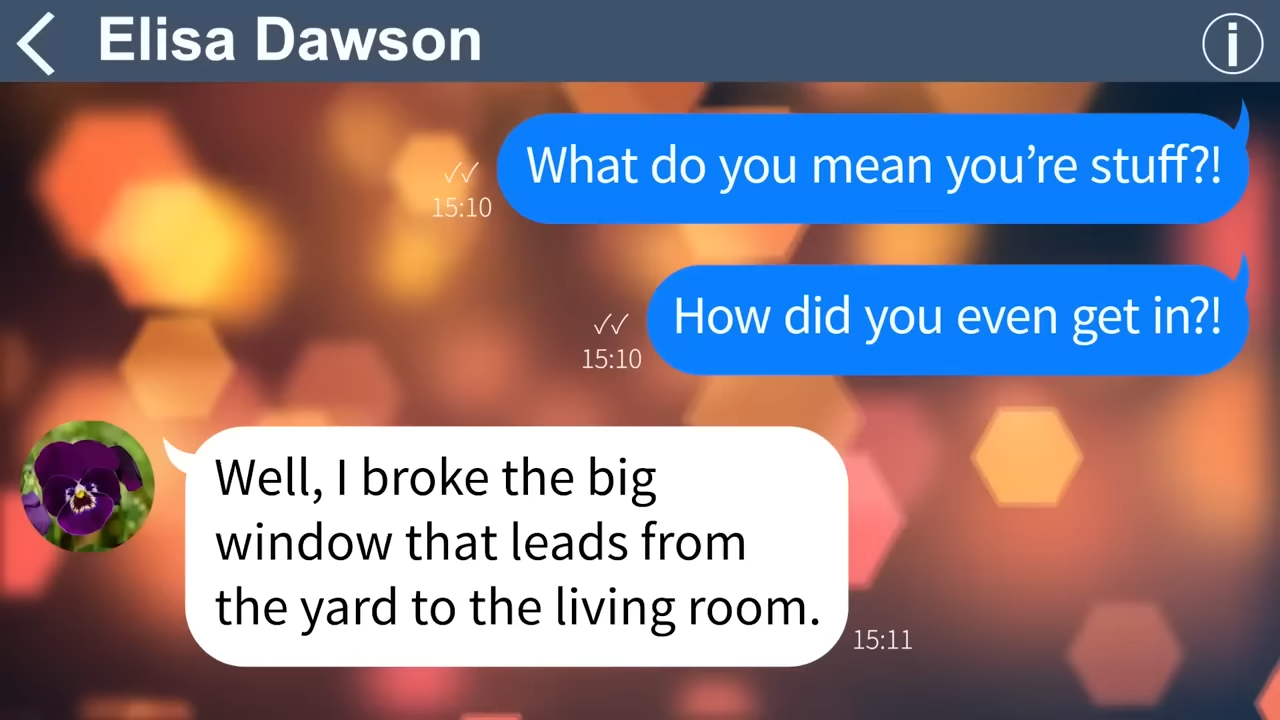 Elisa Dawson
What do you mean you’re stuff?!
15:10
How did you even get in?!
15:10
Well, I broke the big
window that leads from
the yard to the living room.
15:11